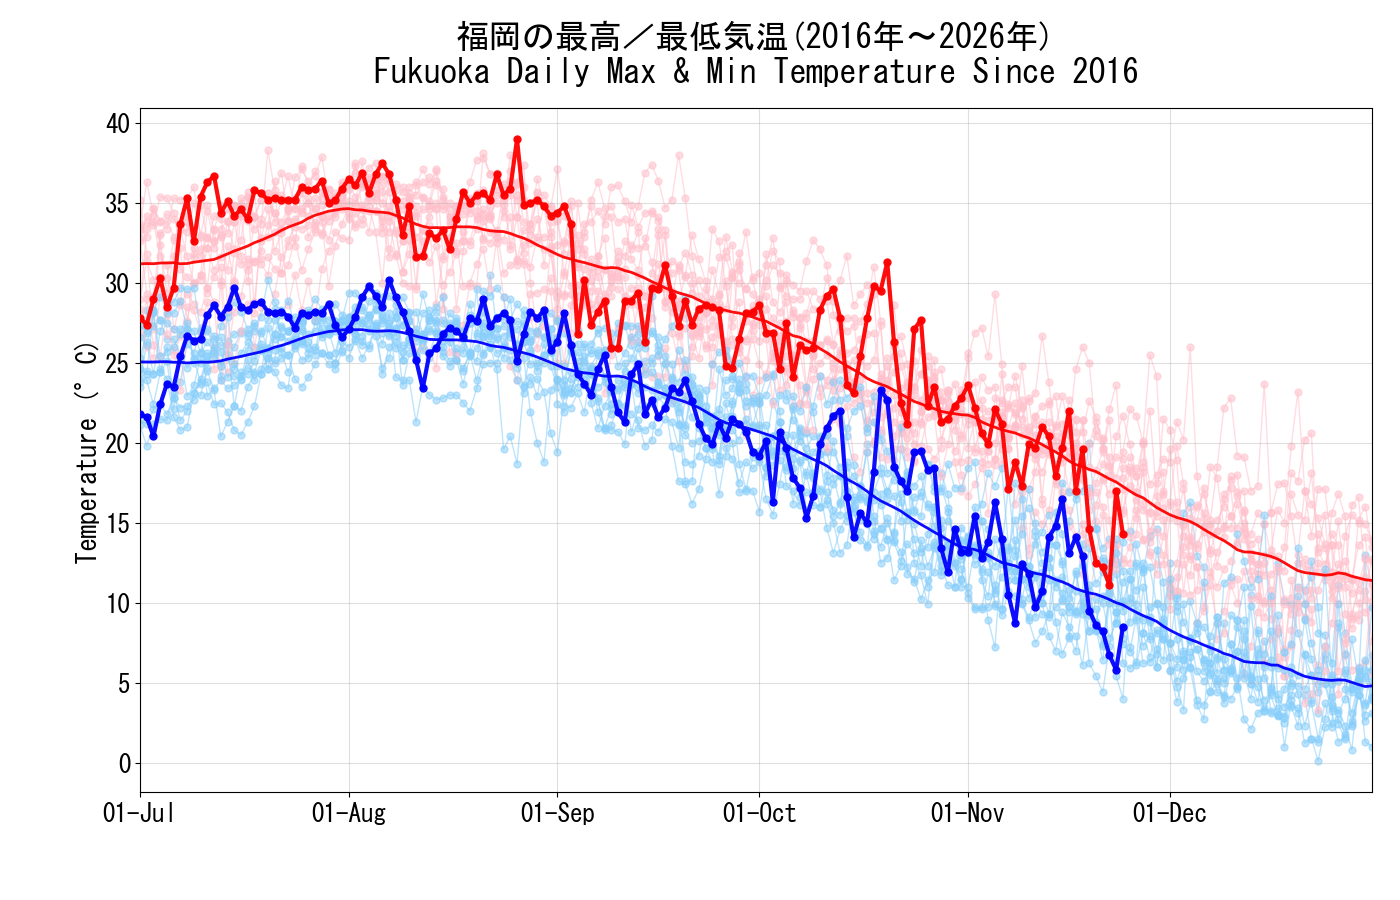 福岡の最高／最低気温(2016年～2026年)
Fukuoka Daily Max & Min Temperature Since 2016
Temperature (° C)
40
35
30
25
20
15
10
5
0
01-Jul 01-Aug 01-Sep 01-Oct 01-Nov 01-Dec